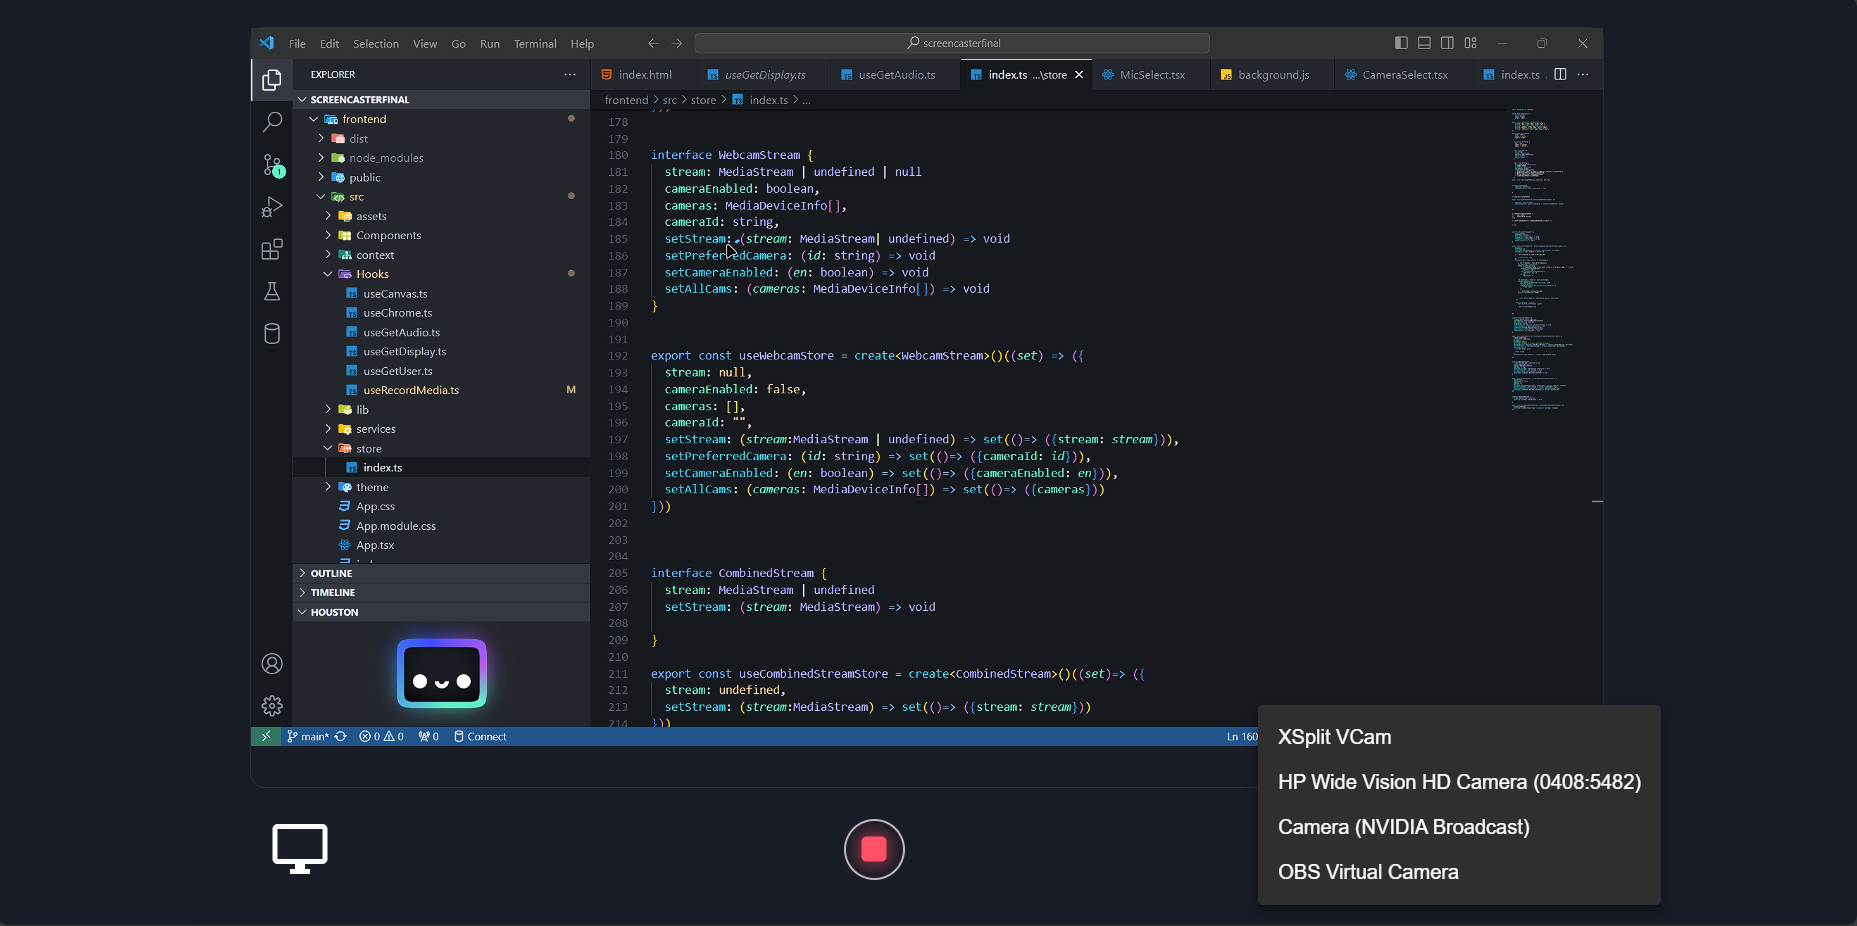 File Edit Selection View Go Run Terminal Help
screencasterfinal
EXPLORER
index.html
useGetDisplay.ts
useGetAudio.ts
index.ts ...\store
MicSelect.tsx
background.js
CameraSelect.tsx
index.ts
SCREENCASTERFINAL
frontend > src > store > index.ts > ...
frontend
dist
node_modules
public
src
assets
Components
context
Hooks
useCanvas.ts
useChrome.ts
useGetAudio.ts
useGetDisplay.ts
useGetUser.ts
useRecordMedia.ts M
lib
services
store
index.ts
theme
App.css
App.module.css
App.tsx
OUTLINE
TIMELINE
HOUSTON
1
178
179
180 interface WebcamStream {
181 stream: MediaStream | undefined | null
182 cameraEnabled: boolean,
183 cameras: MediaDeviceInfo[],
184 cameraId: string,
185 setStream: (stream: MediaStream| undefined) => void
186 setPreferredCamera: (id: string) => void
187 setCameraEnabled: (en: boolean) => void
188 setAllCams: (cameras: MediaDeviceInfo[]) => void
189 }
190
191
192 export const useWebcamStore = create<WebcamStream>()((set) => ({
193 stream: null,
194 cameraEnabled: false,
195 cameras: [],
196 cameraId: "",
197 setStream: (stream:MediaStream | undefined) => set(()=> ({stream: stream})),
198 setPreferredCamera: (id: string) => set(()=> ({cameraId: id})),
199 setCameraEnabled: (en: boolean) => set(()=> ({cameraEnabled: en})),
200 setAllCams: (cameras: MediaDeviceInfo[]) => set(()=> ({cameras}))
201 }))
202
203
204
205 interface CombinedStream {
206 stream: MediaStream | undefined
207 setStream: (stream: MediaStream) => void
208
209 }
210
211 export const useCombinedStreamStore = create<CombinedStream>()((set)=> ({
212 stream: undefined,
213 setStream: (stream:MediaStream) => set(()=> ({stream: stream}))
214 }))
main* 0 0 0 Connect
Ln 160
XSplit VCam
HP Wide Vision HD Camera (0408:5482)
Camera (NVIDIA Broadcast)
OBS Virtual Camera